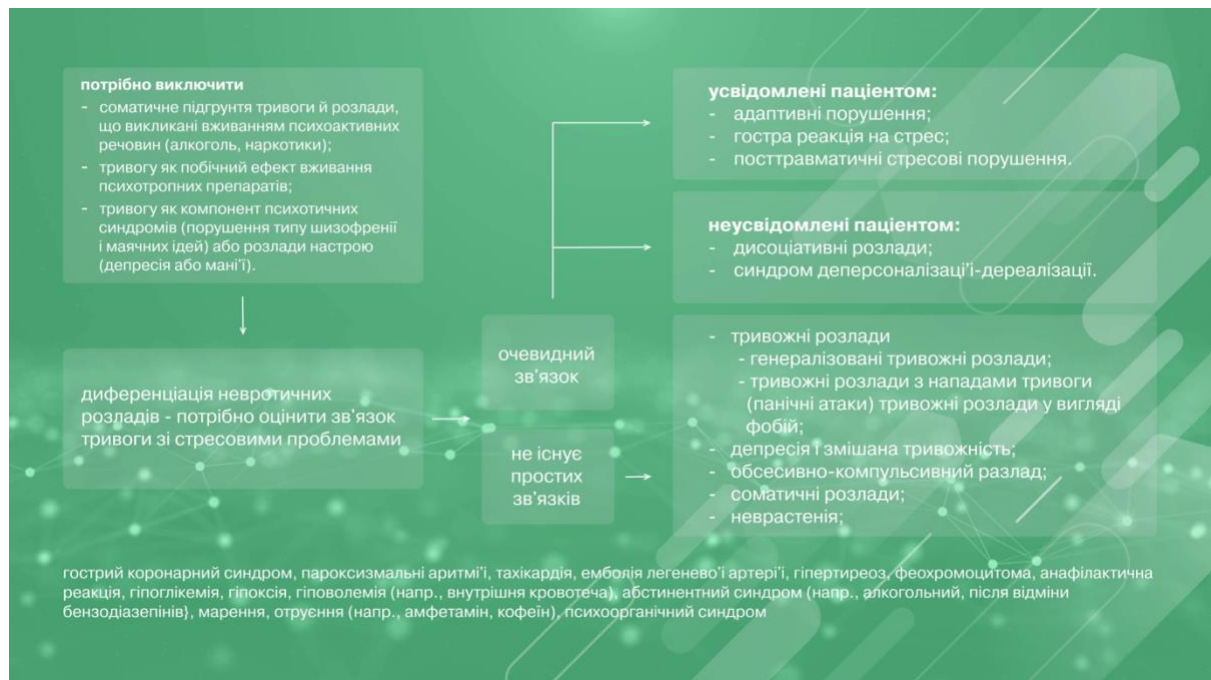 потрібно виключити
- соматичне підгрунтя тривоги й розлади,
що викликані вживанням психоактивних
речовин (алкоголь, наркотики);
- тривогу як побічний ефект вживання
психотропних препаратів;
- тривогу як компонент психотичних
синдромів (порушення типу шизофренії
і маячних ідей) або розлади настрою
(депресія або мані'ї).
диференціація невротичних
розладів - потрібно оцінити зв'язок
тривоги зі стресовими проблемами
очевидний
зв'язок
не існує
простих
зв'язків
усвідомлені пацієнтом:
- адаптивні порушення;
- гостра реакція на стрес;
- посттравматичні стресові порушення.
неусвідомлені пацієнтом:
- дисоціативні розлади;
- синдром деперсоналізаці'ї-дереалізації.
- тривожні розлади
- генералізовані тривожні розлади;
- тривожні розлади з нападами тривоги
(панічні атаки) тривожні розлади у вигляді
фобій;
- депресія і змішана тривожність;
- обсесивно-компульсивний разлад;
- соматичні розлади;
- неврастенія;
гострий коронарний синдром, пароксизмальні аритмі'ї, тахікардія, емболія легенево'ї артері'ї, гіпертиреоз, феохромоцитома, анафілактична
реакція, гіпоглікемія, гіпоксія, гіповолемія (напр., внутрішня кровотеча), абстинентний синдром (напр., алкогольний, після відміни
бензодіазепінів}, марення, отруєння (напр., амфетамін, кофеїн), психоорганічний синдром